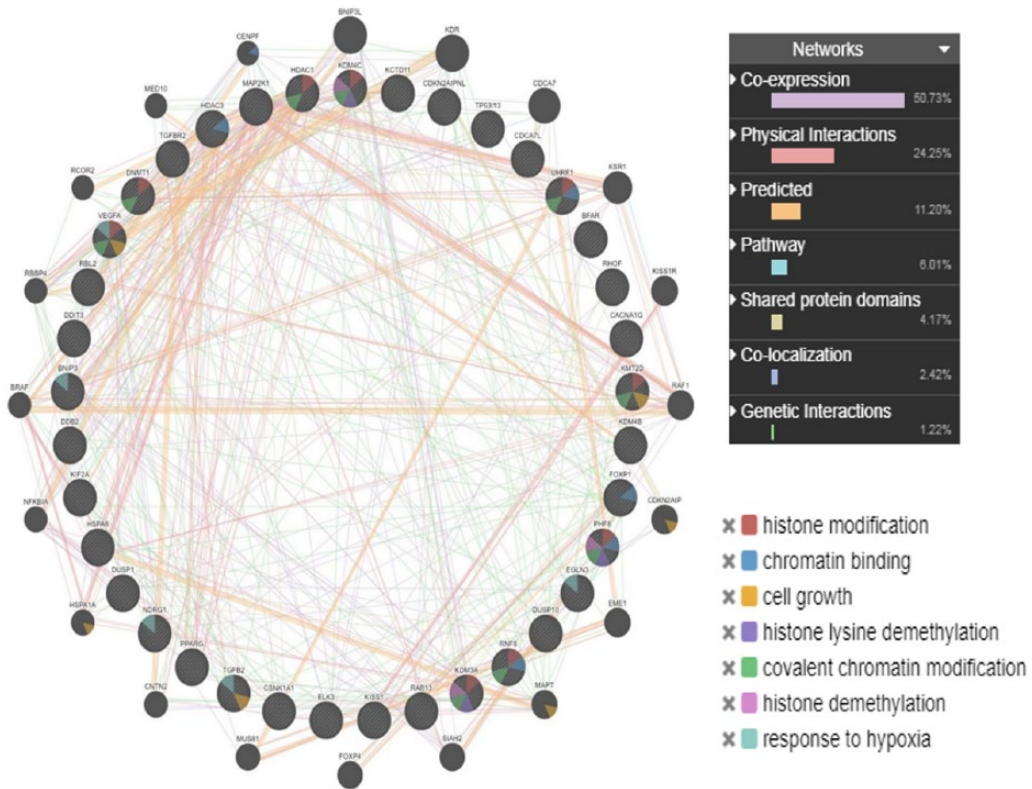 BNIP3L
KDR
CENPF
HDAC1
KDM4C
KCTD11
MAP2K1
CDKN2AIPNL
CDCA7
MED10
HDAC3
TP53I13
TGFBR2
CDCA7L
RCOR2
DNMT1
UHRF1
KSR1
VEGFA
BFAR
RBBP4
RBL2
RHOF
KISS1R
DDIT3
CACNA1G
BRAF
BNIP3
KMT2D
RAF1
DDB2
KDM4B
KIF2A
FOXP1
CDKN2AIP
NFKBIA
HSPA8
PHF8
DUSP1
EGLN3
HSPA1A
NDRG1
DUSP10
EME1
PPARG
RNF8
TGFB2
KDM3A
MAPT
CNTN2
CSNK1A1
ELK3
KISS1
RAB13
MUS81
FOXP4
SIAH2
Networks
Co-expression
50.73%
Physical Interactions
24.25%
Predicted
11.20%
Pathway
6.01%
Shared protein domains
4.17%
Co-localization
2.42%
Genetic Interactions
1.22%
histone modification
chromatin binding
cell growth
histone lysine demethylation
covalent chromatin modification
histone demethylation
response to hypoxia